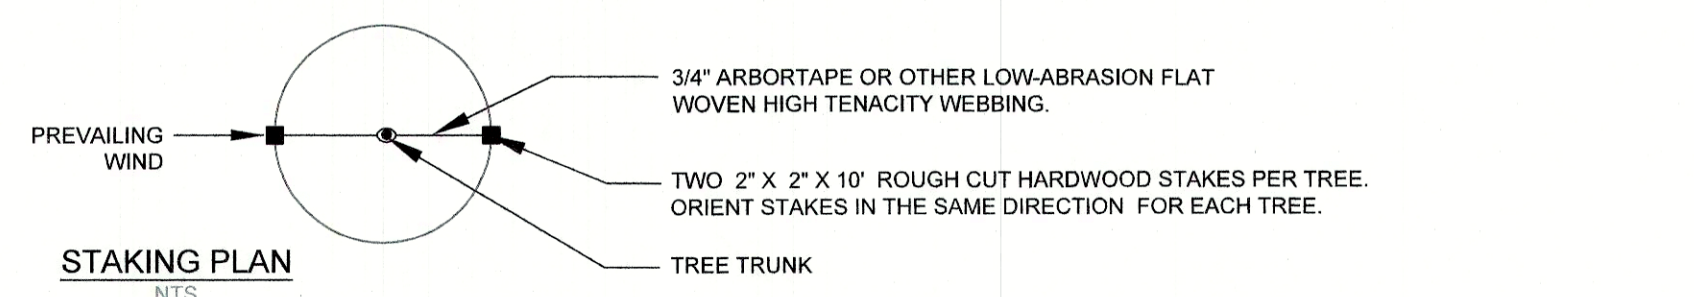 3/4" ARBORTAPE OR OTHER LOW-ABRASION FLAT
WOVEN HIGH TENACITY WEBBING.
PREVAILING
WIND
TWO 2" X 2" X 10' ROUGH CUT HARDWOOD STAKES PER TREE.
ORIENT STAKES IN THE SAME DIRECTION FOR EACH TREE.
TREE TRUNK
STAKING PLAN
NTS